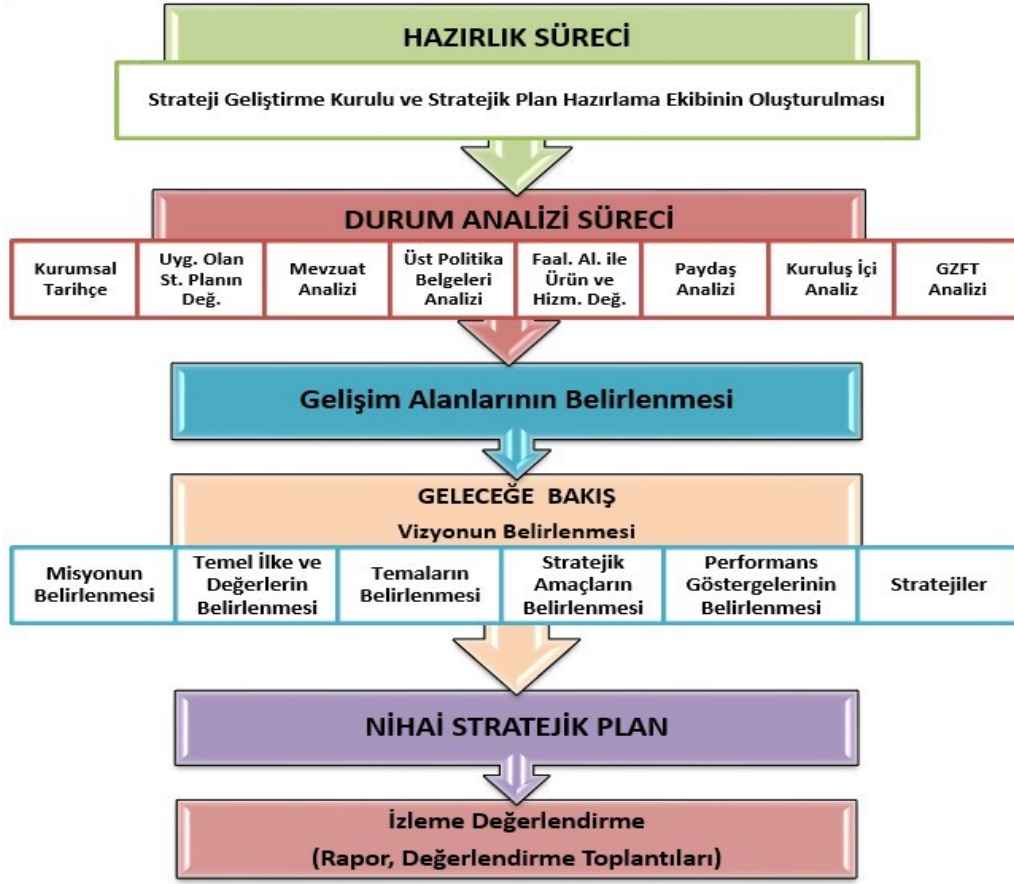 HAZIRLIK SÜRECİ
Strateji Geliştirme Kurulu ve Stratejik Plan Hazırlama Ekibinin Oluşturulması
DURUM ANALİZİ SÜRECİ
Kurumsal
Tarihçe
Uyg. Olan
St. Planın
Değ.
Mevzuat
Analizi
Üst Politika
Belgeleri
Analizi
Faal. Al. ile
Ürün ve
Hizm. Değ.
Paydaş
Analizi
Kuruluş İçi
Analiz
GZFT
Analizi
Gelişim Alanlarının Belirlenmesi
GELECEĞE BAKIŞ
Vizyonun Belirlenmesi
Misyonun
Belirlenmesi
Temel İlke ve
Değerlerin
Belirlenmesi
Temaların
Belirlenmesi
Stratejik
Amaçların
Belirlenmesi
Performans
Göstergelerinin
Belirlenmesi
Stratejiler
NİHAİ STRATEJİK PLAN
İzleme Değerlendirme
(Rapor, Değerlendirme Toplantıları)